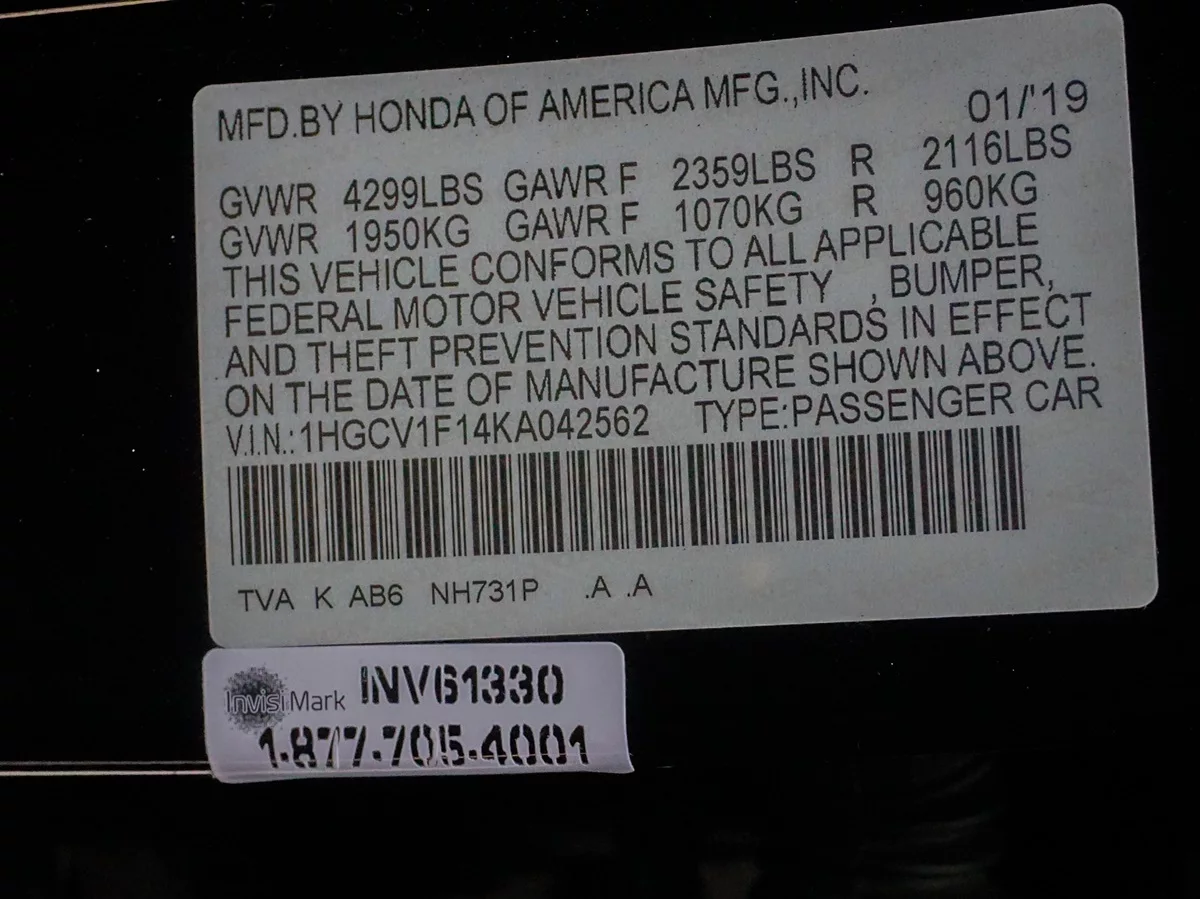 MFD.BY HONDA OF AMERICA MFG.,INC.
01/'19
GVWR 4299LBS GAWR F 2359LBS R 2116LBS
GVWR 1950KG GAWR F 1070KG R 960KG
THIS VEHICLE CONFORMS TO ALL APPLICABLE
FEDERAL MOTOR VEHICLE SAFETY , BUMPER,
AND THEFT PREVENTION STANDARDS IN EFFECT
ON THE DATE OF MANUFACTURE SHOWN ABOVE.
V.I.N.:1HGCV1F14KA042562 TYPE:PASSENGER CAR
TVA K AB6 NH731P .A .A
InvisiMark INV61330
1-877-705-4001